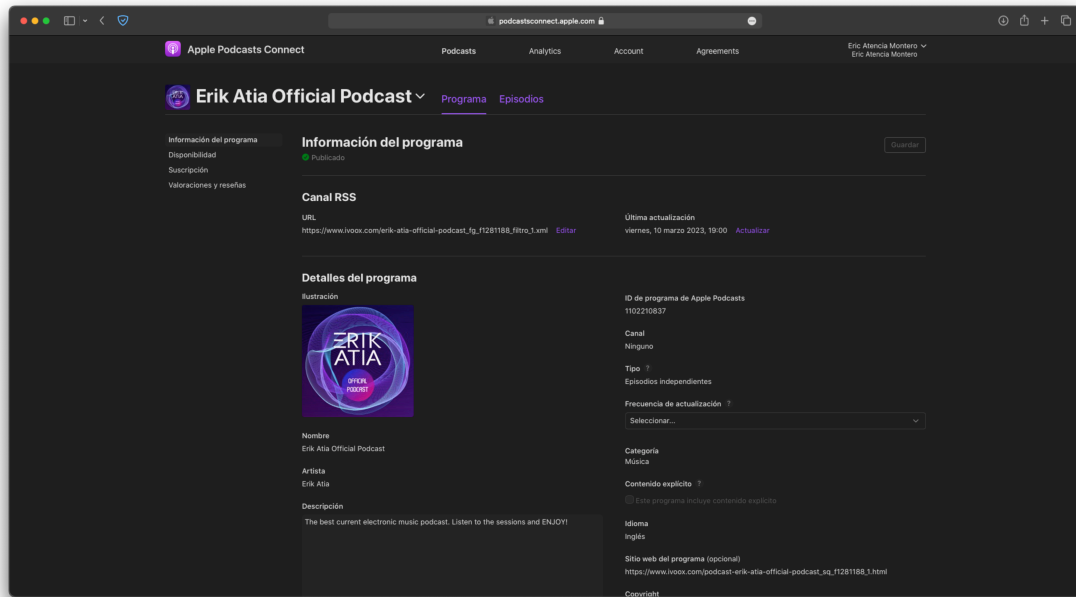 podcastsconnect.apple.com
Apple Podcasts Connect
Podcasts
Analytics
Account
Agreements
Eric Atencia Montero
Eric Atencia Montero
Erik Atia Official Podcast
Programa
Episodios
Información del programa
Disponibilidad
Suscripción
Valoraciones y reseñas
Información del programa
Publicado
Guardar
Canal RSS
URL
https://www.ivoox.com/erik-atia-official-podcast_fg_f1281188_filtro_1.xml Editar
Última actualización
viernes, 10 marzo 2023, 19:00 Actualizar
Detalles del programa
Ilustración
ERIK
ATIA
OFFICIAL
PODCAST
Nombre
Erik Atia Official Podcast
Artista
Erik Atia
Descripción
The best current electronic music podcast. Listen to the sessions and ENJOY!
ID de programa de Apple Podcasts
1102210837
Canal
Ninguno
Tipo ?
Episodios independientes
Frecuencia de actualización ?
Seleccionar...
Categoría
Música
Contenido explícito ?
Este programa incluye contenido explícito
Idioma
Inglés
Sitio web del programa (opcional)
https://www.ivoox.com/podcast-erik-atia-official-podcast_sq_f1281188_1.html
Copyright